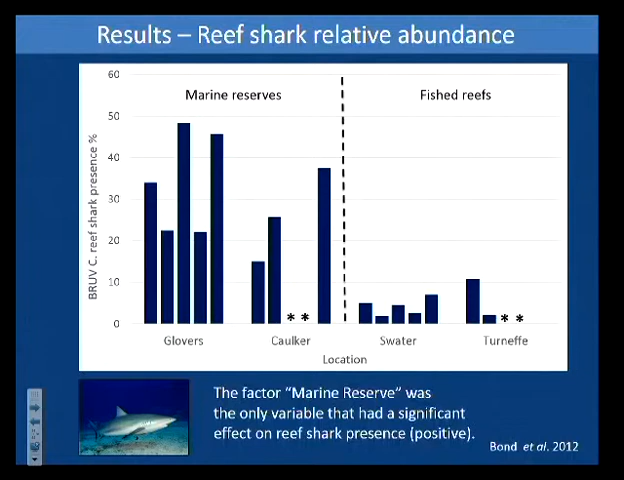 Results – Reef shark relative abundance
60
50
40
30
20
10
0
BRUV C. reef shark presence %
Marine reserves
Fished reefs
* *
* *
Glovers
Caulker
Swater
Turneffe
Location
The factor “Marine Reserve” was
the only variable that had a significant
effect on reef shark presence (positive).
Bond et al. 2012